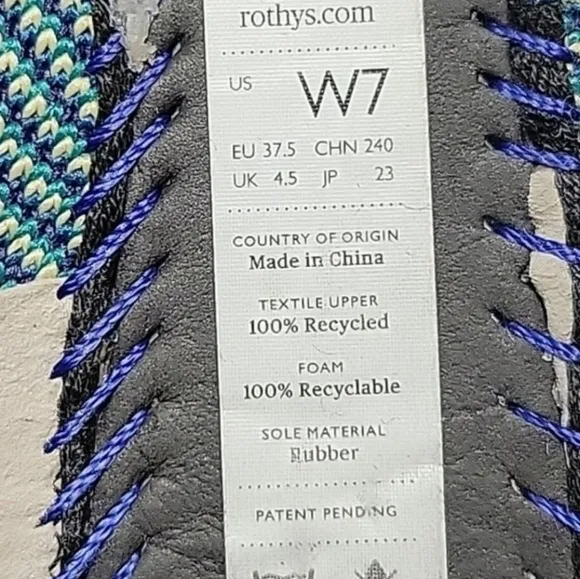 rothys.com
US W7
EU 37.5 CHN 240
UK 4.5 JP 23
COUNTRY OF ORIGIN
Made in China
TEXTILE UPPER
100% Recycled
FOAM
100% Recyclable
SOLE MATERIAL
Rubber
PATENT PENDING